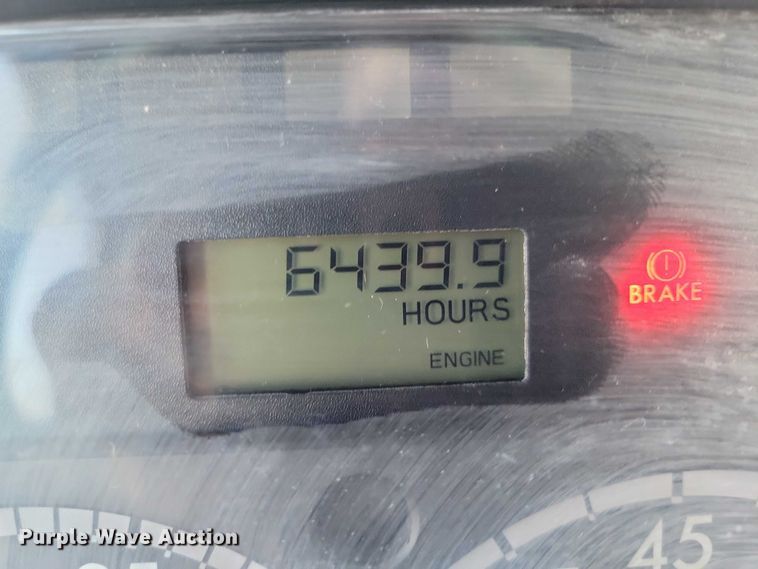 6439.9
HOURS
BRAKE
ENGINE
45
Purple Wave Auction